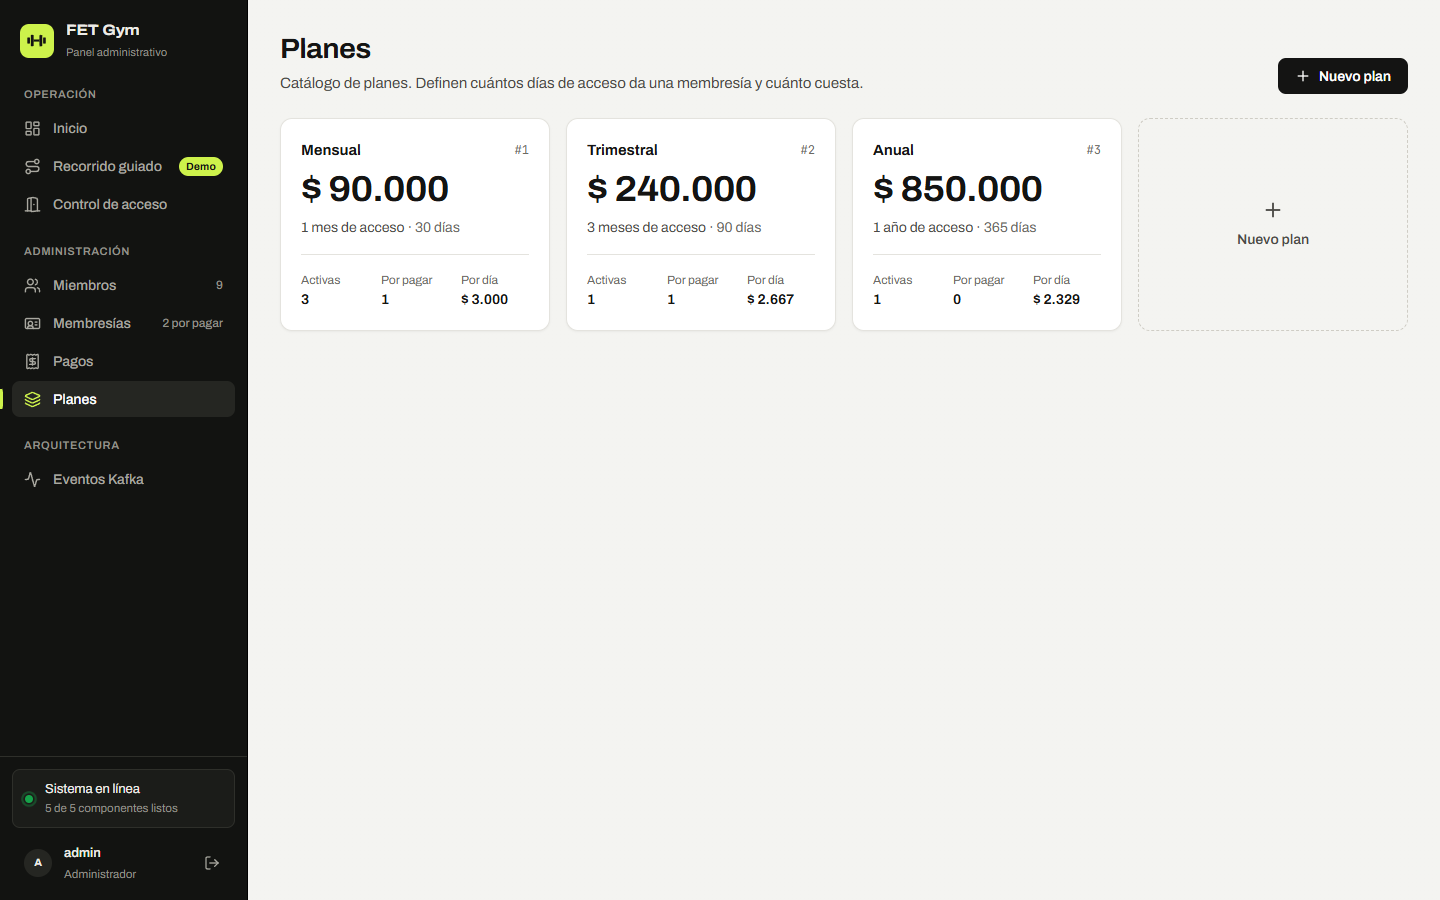 FET Gym
Panel administrativo
OPERACIÓN
Inicio
Recorrido guiado Demo
Control de acceso
ADMINISTRACIÓN
Miembros 9
Membresías 2 por pagar
Pagos
Planes
ARQUITECTURA
Eventos Kafka
Sistema en línea
5 de 5 componentes listos
A
admin
Administrador
Planes
Catálogo de planes. Definen cuántos días de acceso da una membresía y cuánto cuesta.
Nuevo plan
Mensual #1
$ 90.000
1 mes de acceso · 30 días
Activas Por pagar Por día
3 1 $ 3.000
Trimestral #2
$ 240.000
3 meses de acceso · 90 días
Activas Por pagar Por día
1 1 $ 2.667
Anual #3
$ 850.000
1 año de acceso · 365 días
Activas Por pagar Por día
1 0 $ 2.329
Nuevo plan